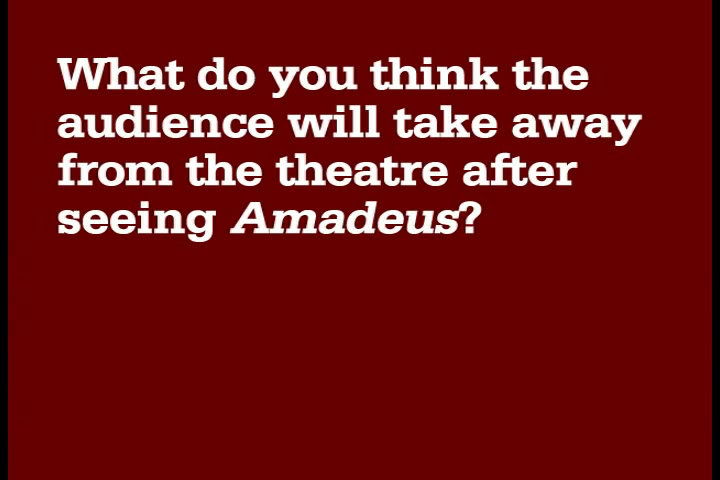 What do you think the
audience will take away
from the theatre after
seeing Amadeus?